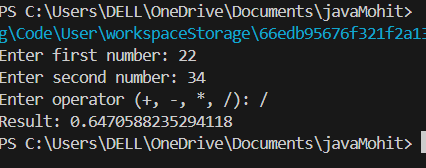 PS C:\Users\DELL\OneDrive\Documents\javaMohit>
g\Code\User\workspaceStorage\66edb95676f321f2a13
Enter first number: 22
Enter second number: 34
Enter operator (+, -, *, /): /
Result: 0.6470588235294118
PS C:\Users\DELL\OneDrive\Documents\javaMohit>